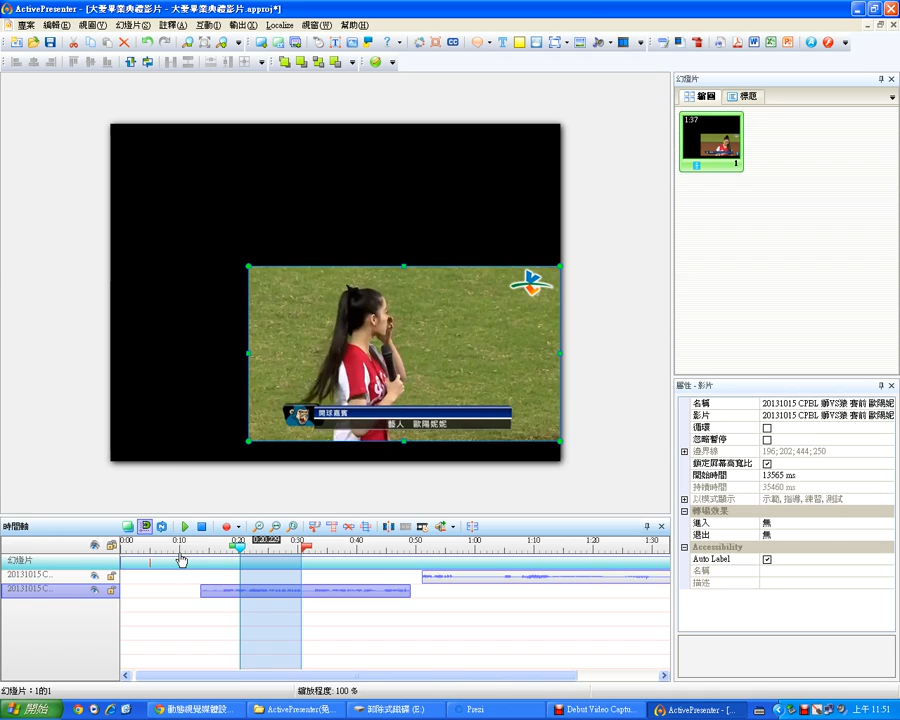 ActivePresenter - [大愛畢業典禮影片 - 大愛畢業典禮影片.approj*]
專案 編輯(E) 視圖(V) 幻燈片(S) 註釋(A) 互動(I) 輸出(X) Localize 視窗(W) 幫助(H)
幻燈片
縮圖 標題
1:37
1
開球嘉賓
藝人 歐陽妮妮
屬性 - 影片
名稱 20131015 CPBL 獅VS猿 賽前 歐陽妮
影片 20131015 CPBL 獅VS猿 賽前 歐陽妮
循環
忽略暫停
邊界線 196;202;444;250
鎖定屏幕高寬比
開始時間 13565 ms
持續時間 35460 ms
以模式顯示 示範,指導,練習,測試
轉場效果
進入 無
退出 無
Accessibility
Auto Label
名稱
描述
時間軸
0:00 0:10 0:20 0:30 0:40 0:50 1:00 1:10 1:20 1:30
幻燈片
20131015 C...
20131015 C...
幻燈片：1的1
縮放程度: 100 %
開始
動態視覺媒體設...
ActivePresenter(免...
卸除式磁碟 (E:)
Prezi
Debut Video Captu...
ActivePresenter - [...
上午 11:51